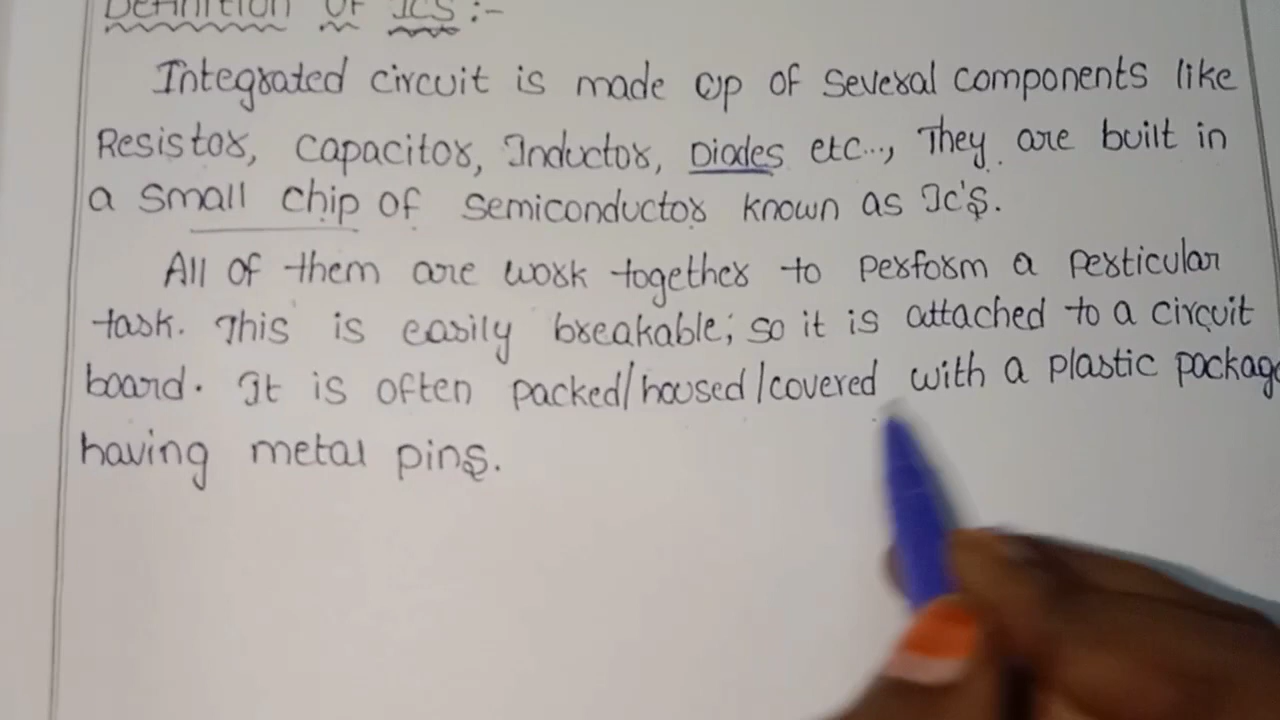 Definition of ICS :-
Integrated circuit is made up of several components like
Resistor, capacitor, Inductor, Diodes etc..., They are built in
a small chip of semiconductor known as Ic's.
All of them are work together to perform a perticular
task. This is easily breakable, so it is attached to a circuit
board. It is often packed/housed/covered with a plastic package
having metal pins.